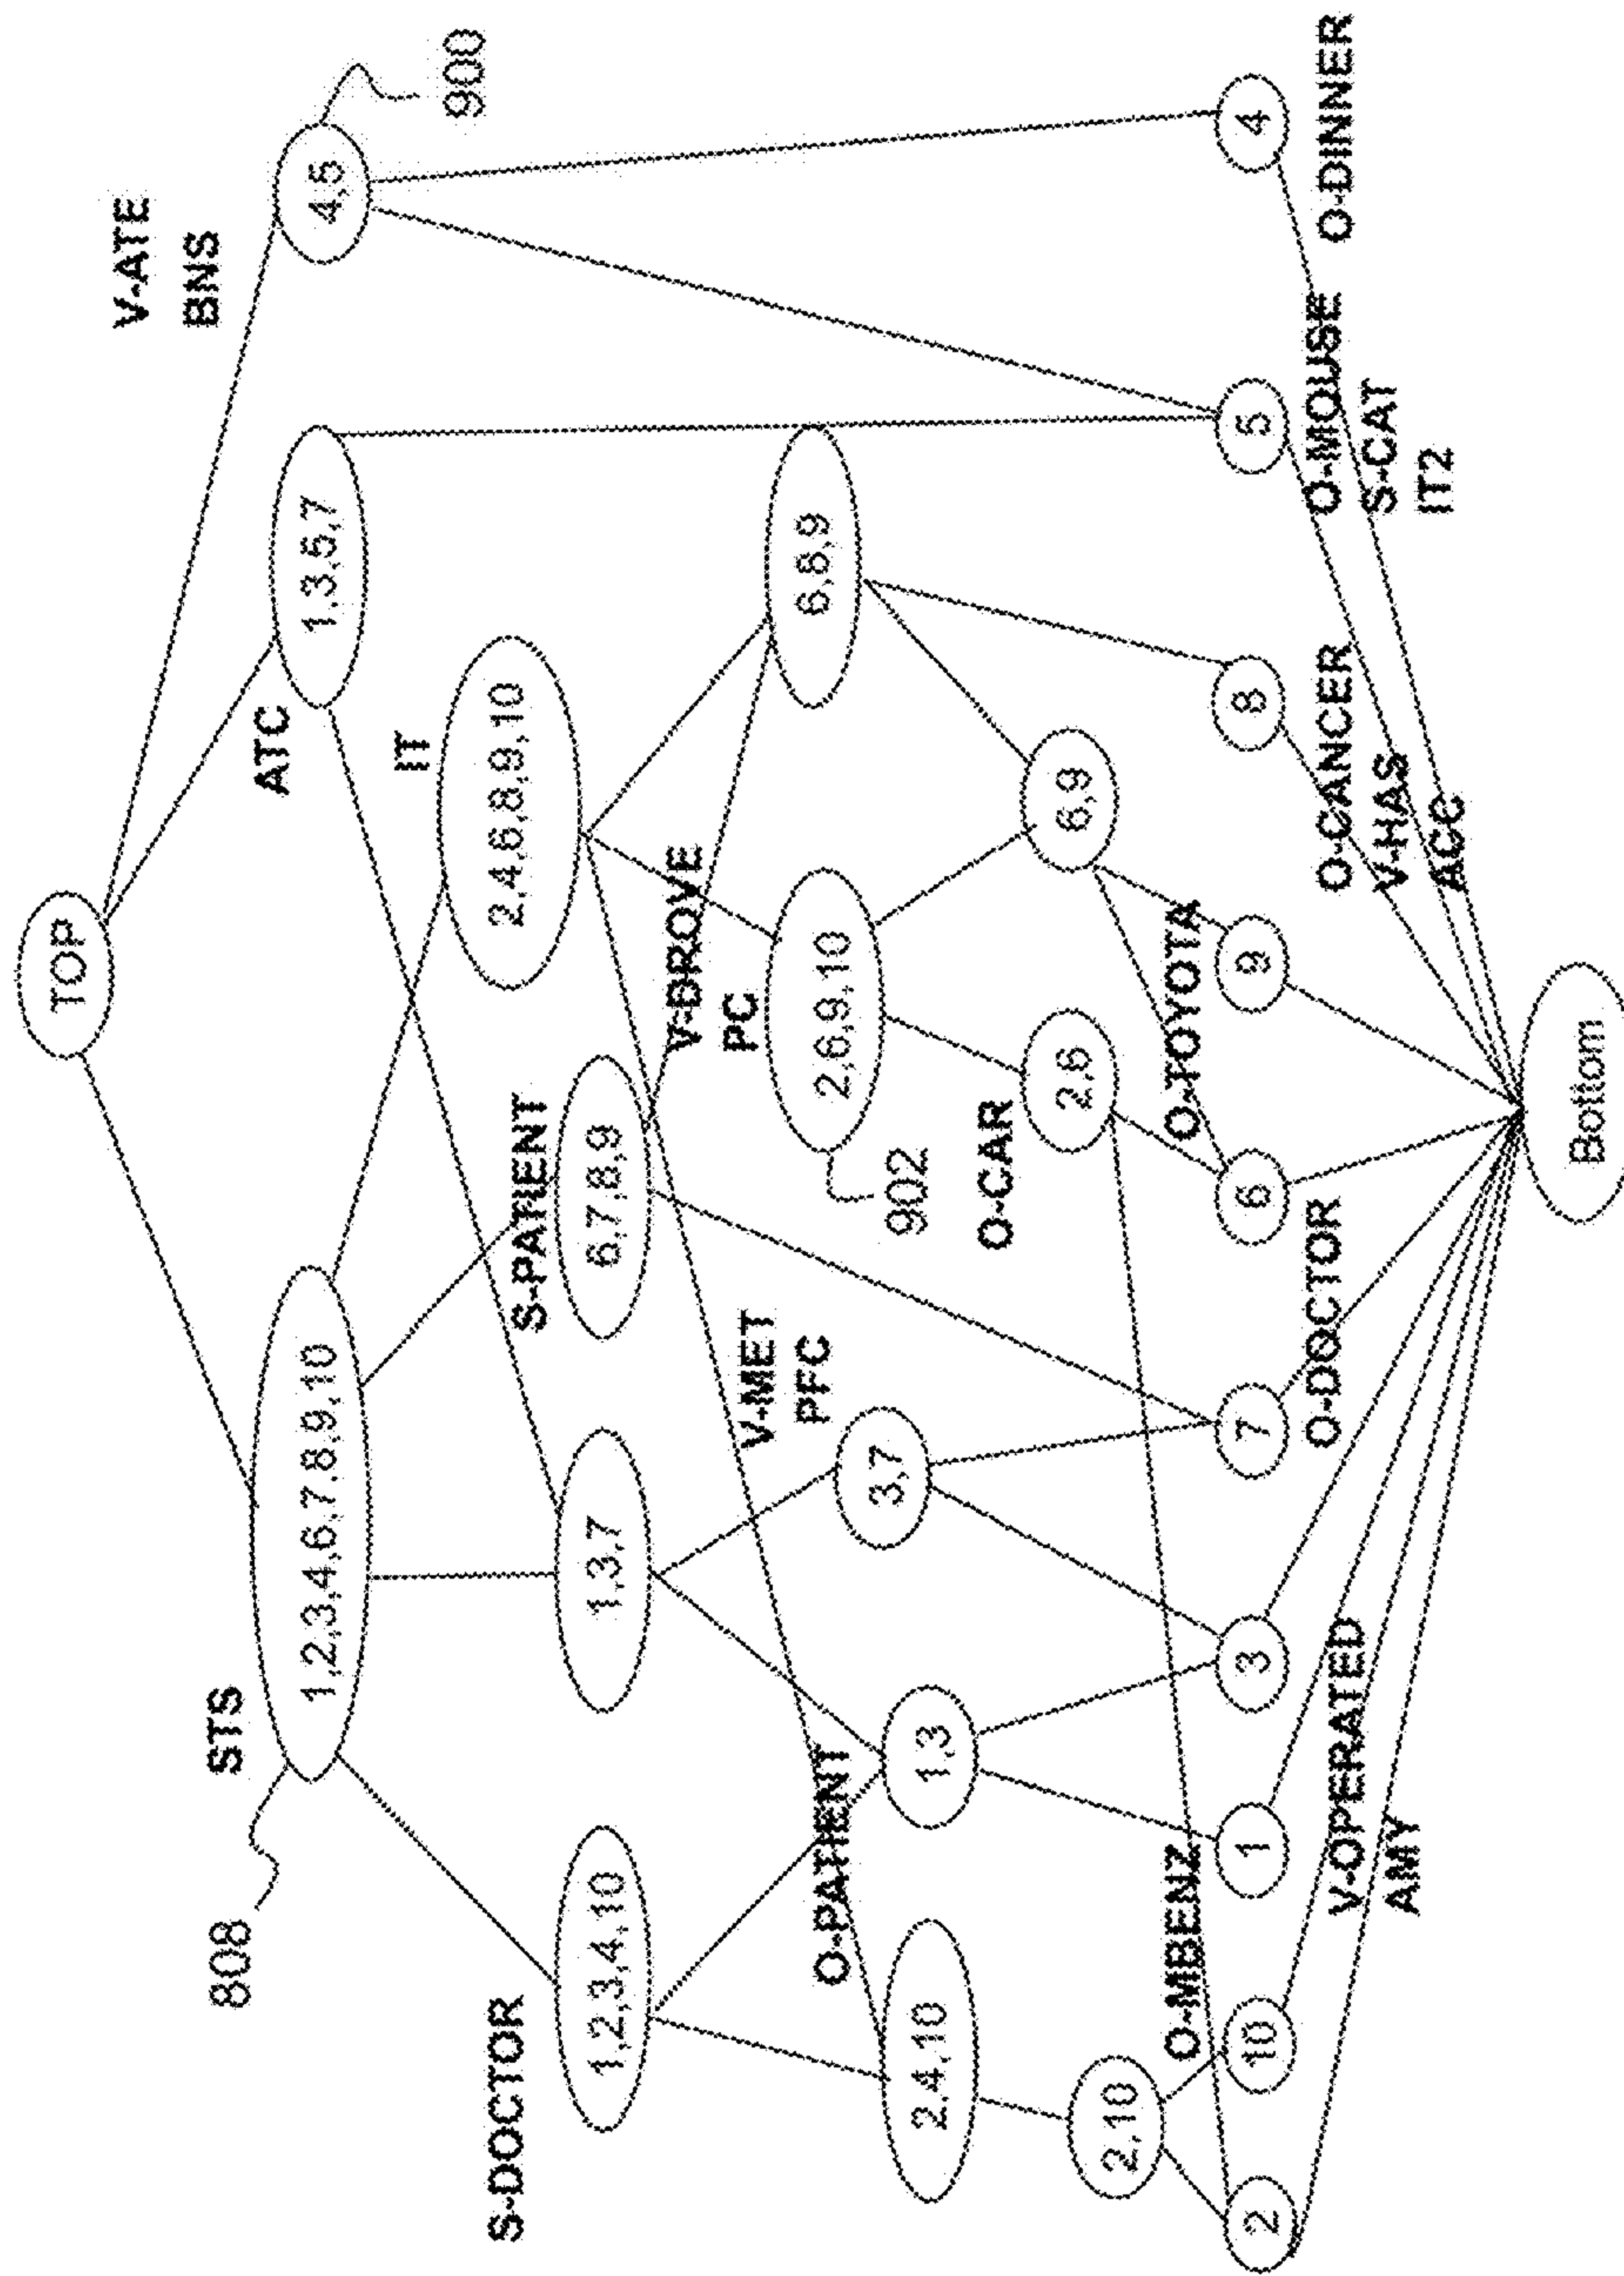 TOP
STS
808
1,2,3,4,6,7,8,9,10
ATC
1,3,5,7
V-ATE
BNS
4,5
900
IT
2,4,6,8,9,10
S-DOCTOR
1,2,3,4,10
1,3,7
S-PATIENT
6,7,8,9
V-BROVE
PC
2,6,9,10
902
6,8,9
V-MET
PFC
3,7
O-PATIENT
2,4,10
1,3
O-CAR
2,6
6,9
2,10
O-MBENZ
O-TOYOTA
2
10
1
3
7
6
9
8
5
4
V-OPERATED
AMY
O-DOCTOR
O-CANCER
V-HAS
ACC
O-MOUSE
S-CAT
IT2
O-DINNER
Bottom